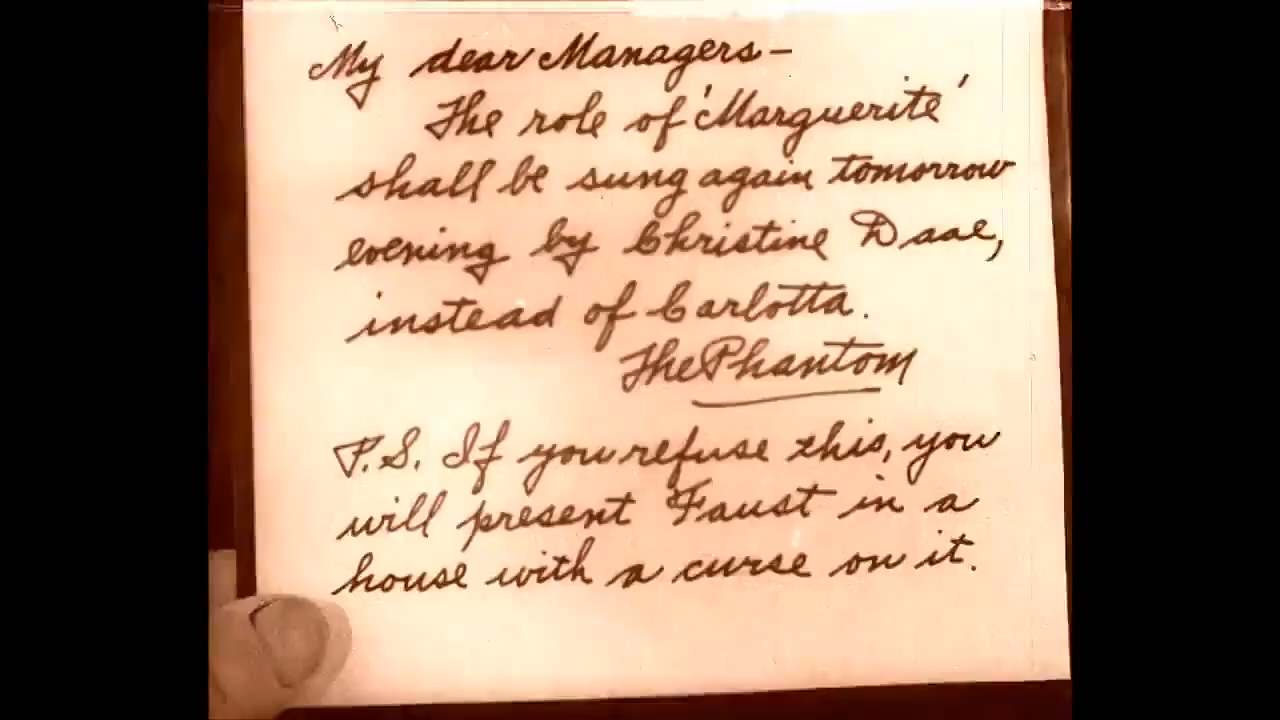 My dear Managers—
The role of 'Marguerite'
shall be sung again tomorrow
evening by Christine Daae,
instead of Carlotta.
The Phantom
P.S. If you refuse this, you
will present Faust in a
house with a curse on it.